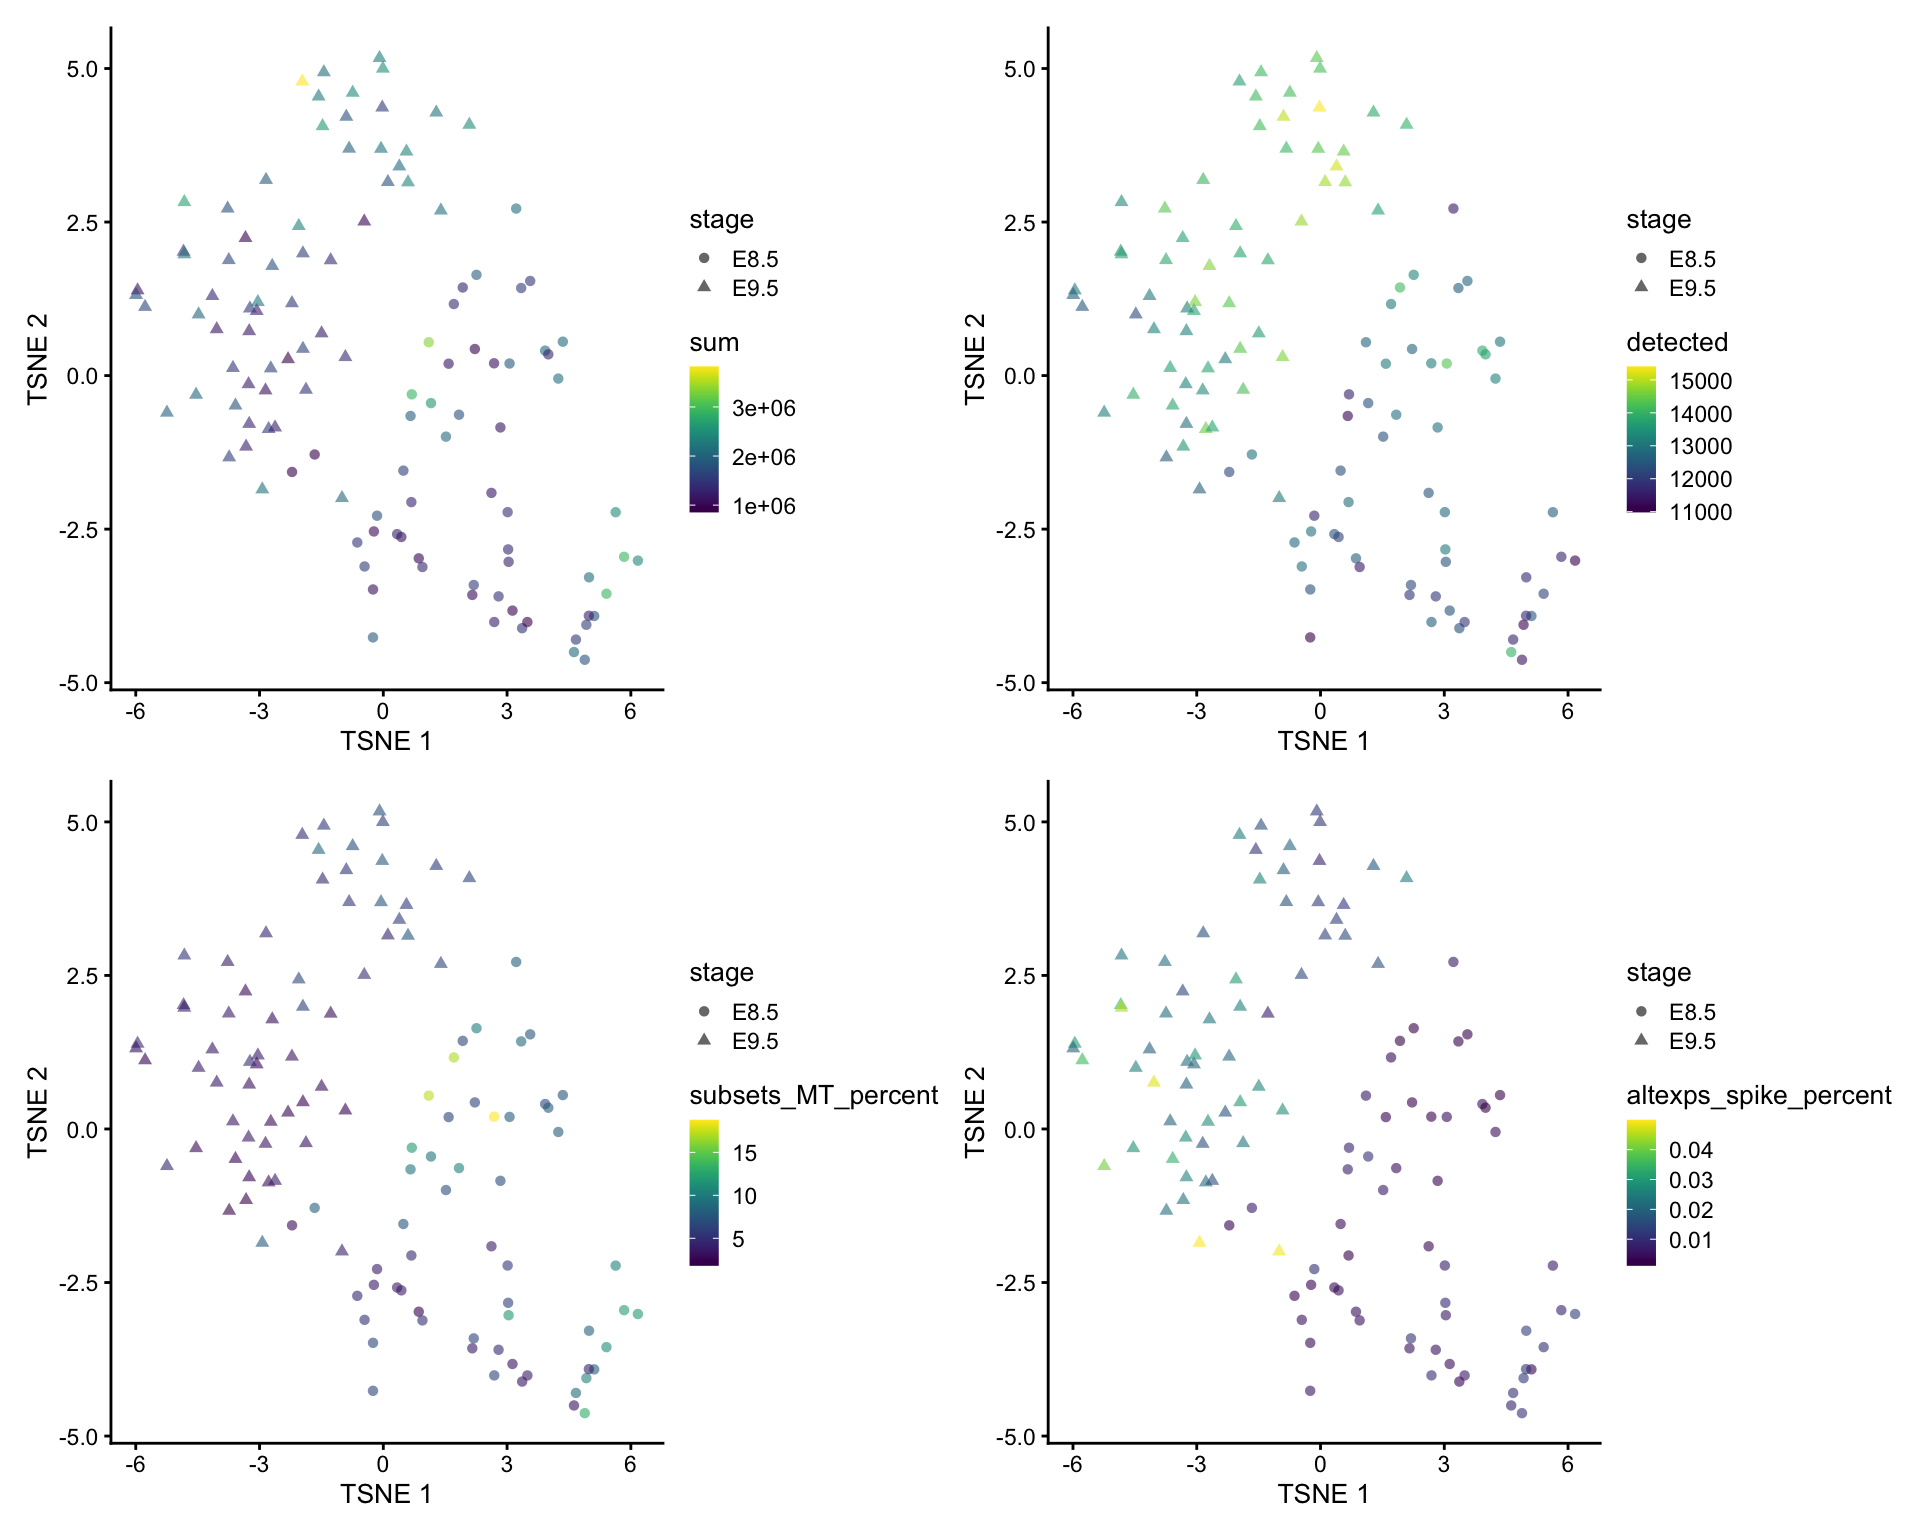 5.0
2.5
0.0
-2.5
-5.0
TSNE 2
-6 -3 0 3 6
TSNE 1
stage
E8.5
E9.5
sum
3e+06
2e+06
1e+06
5.0
2.5
0.0
-2.5
-5.0
TSNE 2
-6 -3 0 3 6
TSNE 1
stage
E8.5
E9.5
detected
15000
14000
13000
12000
11000
5.0
2.5
0.0
-2.5
-5.0
TSNE 2
-6 -3 0 3 6
TSNE 1
stage
E8.5
E9.5
subsets_MT_percent
15
10
5
5.0
2.5
0.0
-2.5
-5.0
TSNE 2
-6 -3 0 3 6
TSNE 1
stage
E8.5
E9.5
altexps_spike_percent
0.04
0.03
0.02
0.01